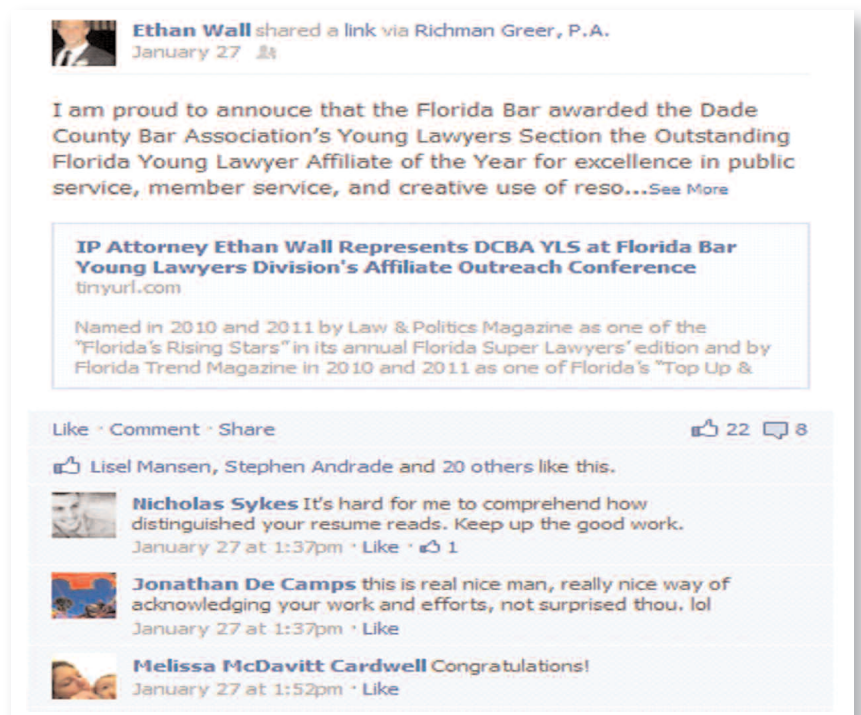 Ethan Wall shared a link via Richman Greer, P.A.
January 27
I am proud to annouce that the Florida Bar awarded the Dade
County Bar Association's Young Lawyers Section the Outstanding
Florida Young Lawyer Affiliate of the Year for excellence in public
service, member service, and creative use of reso...See More
IP Attorney Ethan Wall Represents DCBA YLS at Florida Bar
Young Lawyers Division's Affiliate Outreach Conference
tinyurl.com
Named in 2010 and 2011 by Law & Politics Magazine as one of the
"Florida's Rising Stars" in its annual Florida Super Lawyers' edition and by
Florida Trend Magazine in 2010 and 2011 as one of Florida's "Top Up &
Like · Comment · Share 22 8
Lisel Mansen, Stephen Andrade and 20 others like this.
Nicholas Sykes It's hard for me to comprehend how
distinguished your resume reads. Keep up the good work.
January 27 at 1:37pm · Like · 1
Jonathan De Camps this is real nice man, really nice way of
acknowledging your work and efforts, not surprised thou. lol
January 27 at 1:37pm · Like
Melissa McDavitt Cardwell Congratulations!
January 27 at 1:52pm · Like